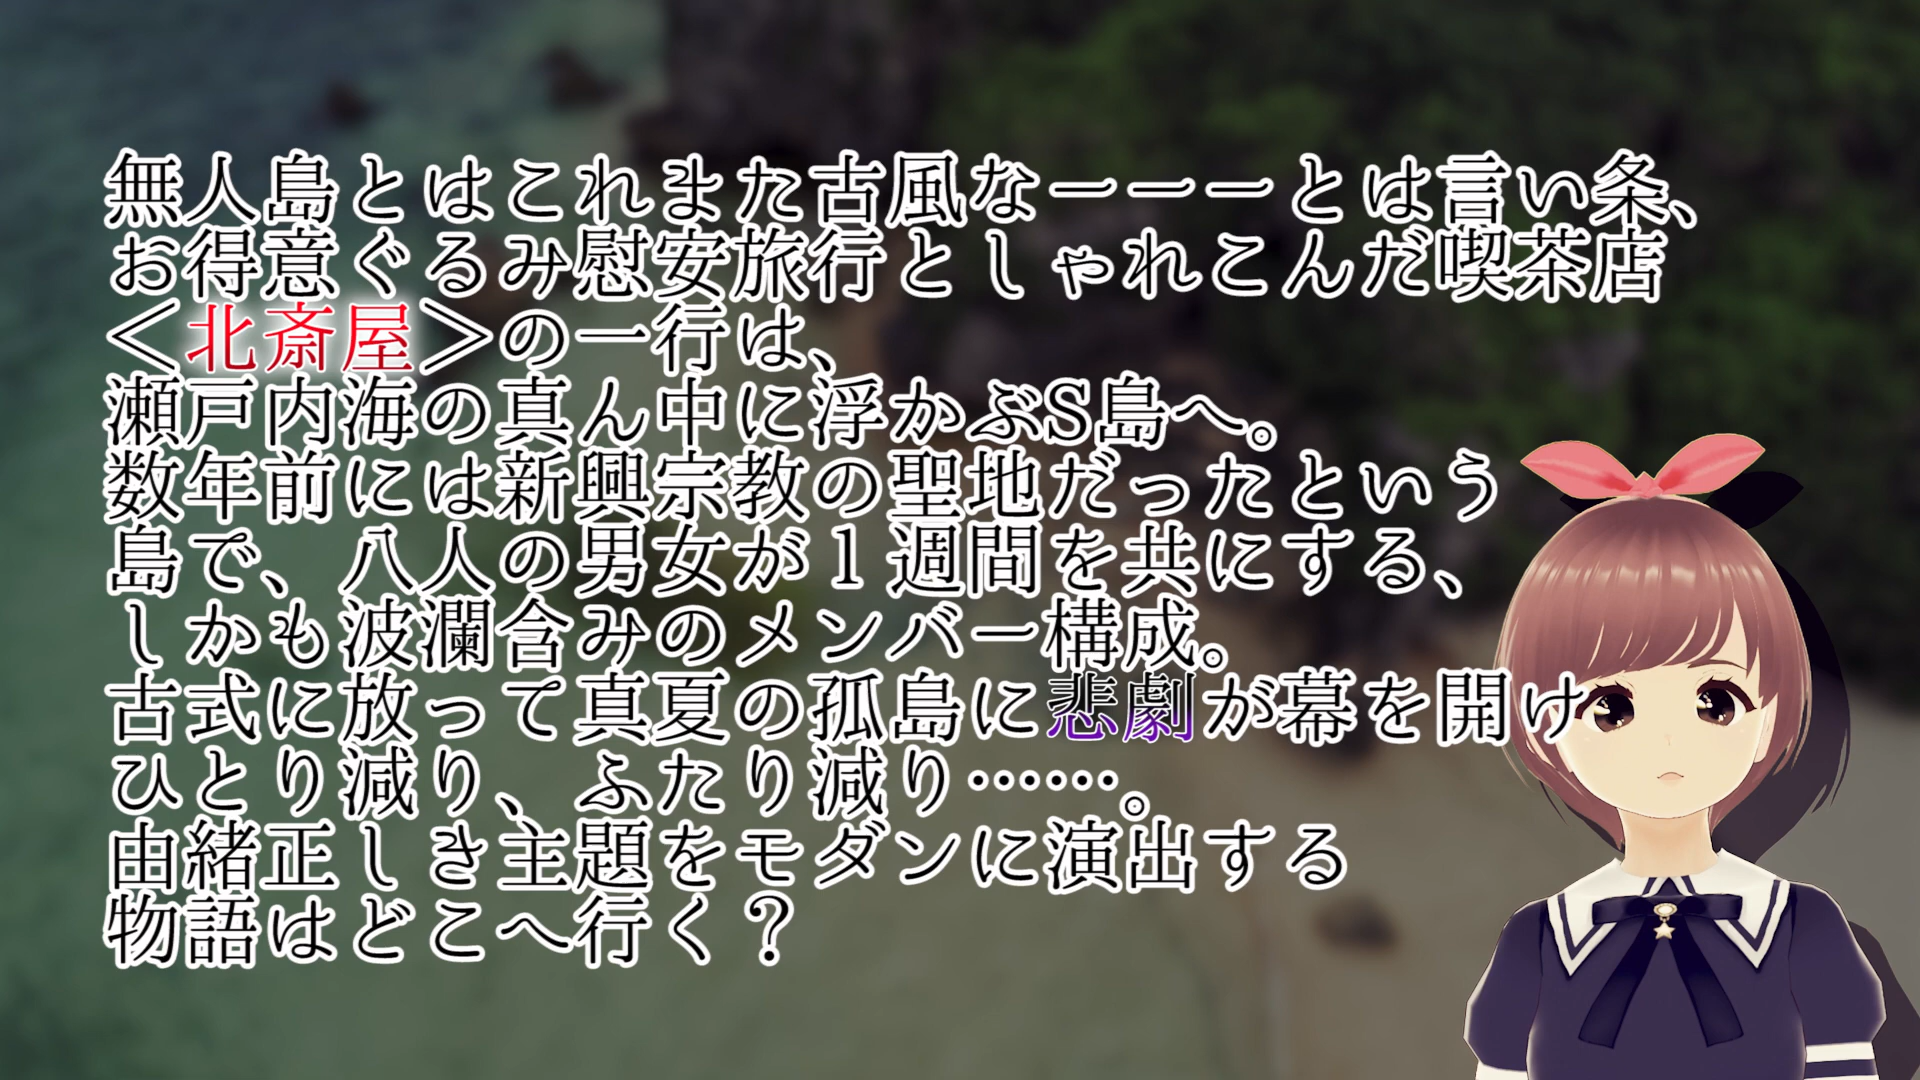 無人島とはこれまた古風なーーーとは言い条、
お得意ぐるみ慰安旅行としゃれこんだ喫茶店
＜北斎屋＞の一行は、
瀬戸内海の真ん中に浮かぶS島へ。
数年前には新興宗教の聖地だったという
島で、八人の男女が１週間を共にする、
しかも波瀾含みのメンバー構成。
古式に放って真夏の孤島に悲劇が幕を開け
ひとり減り、ふたり減り……。
由緒正しき主題をモダンに演出する
物語はどこへ行く？